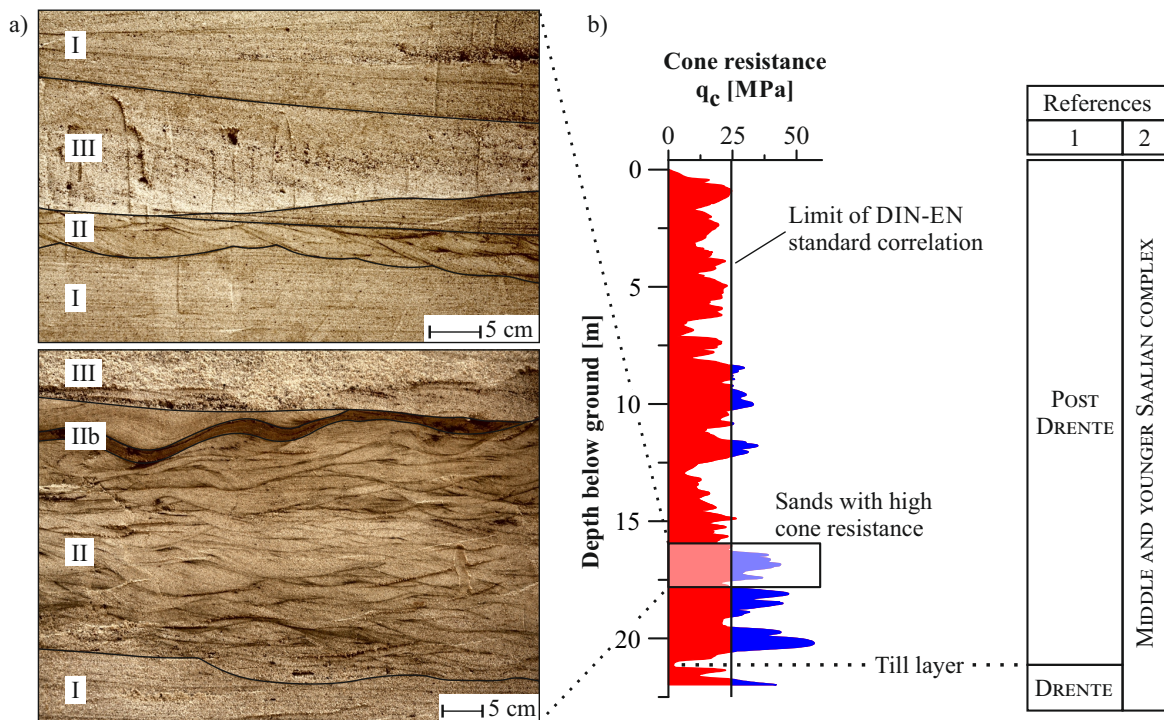 a)
I
III
II
I
5 cm
III
IIb
II
I
5 cm
b)
Cone resistance
qc [MPa]
0 25 50
Depth below ground [m]
0
5
10
15
20
Limit of DIN-EN
standard correlation
Sands with high
cone resistance
Till layer
References
1 2
POST
DRENTE
DRENTE
MIDDLE AND YOUNGER SAALIAN COMPLEX